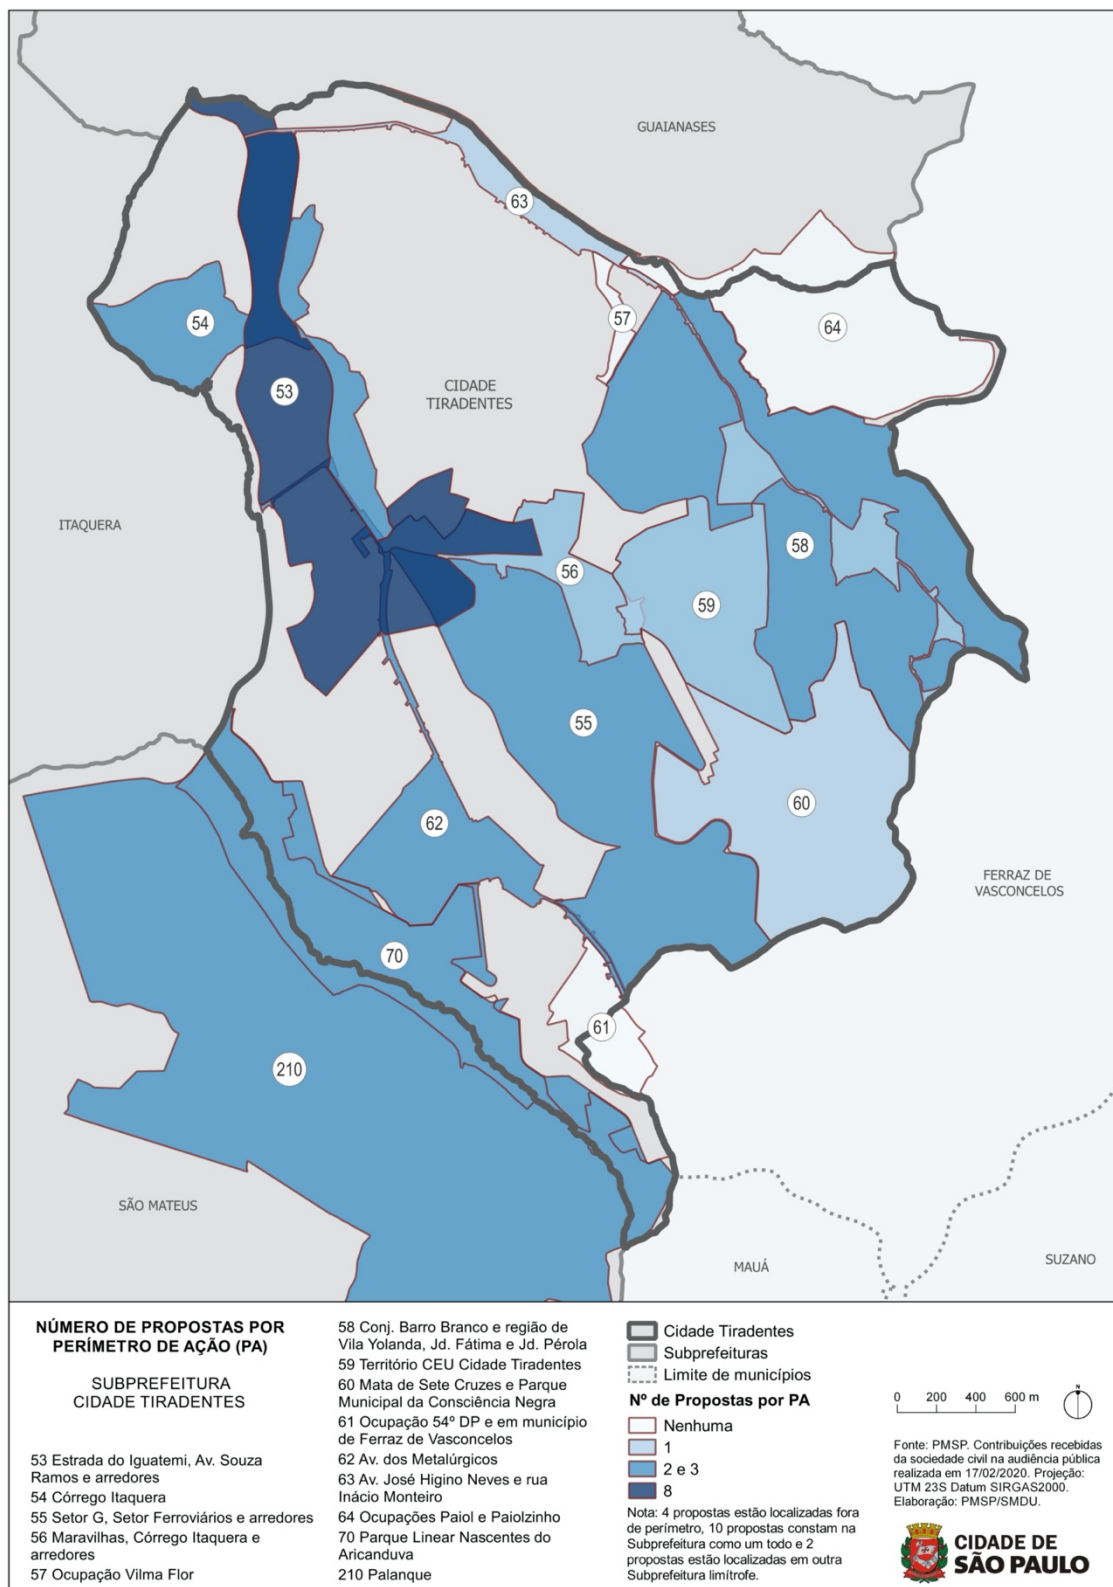 GUAIANASES
63
57
64
54
53
CIDADE
TIRADENTES
ITAQUERA
58
56
59
55
60
62
FERRAZ DE
VASCONCELOS
70
61
210
SÃO MATEUS
MAUÁ
SUZANO
NÚMERO DE PROPOSTAS POR
PERÍMETRO DE AÇÃO (PA)
SUBPREFEITURA
CIDADE TIRADENTES
53 Estrada do Iguatemi, Av. Souza
Ramos e arredores
54 Córrego Itaquera
55 Setor G, Setor Ferroviários e arredores
56 Maravilhas, Córrego Itaquera e
arredores
57 Ocupação Vilma Flor
58 Conj. Barro Branco e região de
Vila Yolanda, Jd. Fátima e Jd. Pérola
59 Território CEU Cidade Tiradentes
60 Mata de Sete Cruzes e Parque
Municipal da Consciência Negra
61 Ocupação 54º DP e em município
de Ferraz de Vasconcelos
62 Av. dos Metalúrgicos
63 Av. José Higino Neves e rua
Inácio Monteiro
64 Ocupações Paiol e Paiolzinho
70 Parque Linear Nascentes do
Aricanduva
210 Palanque
Cidade Tiradentes
Subprefeituras
Limite de municípios
Nº de Propostas por PA
Nenhuma
1
2 e 3
8
Nota: 4 propostas estão localizadas fora
de perímetro, 10 propostas constam na
Subprefeitura como um todo e 2
propostas estão localizadas em outra
Subprefeitura limítrofe.
0 200 400 600 m
N
Fonte: PMSP. Contribuições recebidas
da sociedade civil na audiência pública
realizada em 17/02/2020. Projeção:
UTM 23S Datum SIRGAS2000.
Elaboração: PMSP/SMDU.
CIDADE DE
SÃO PAULO